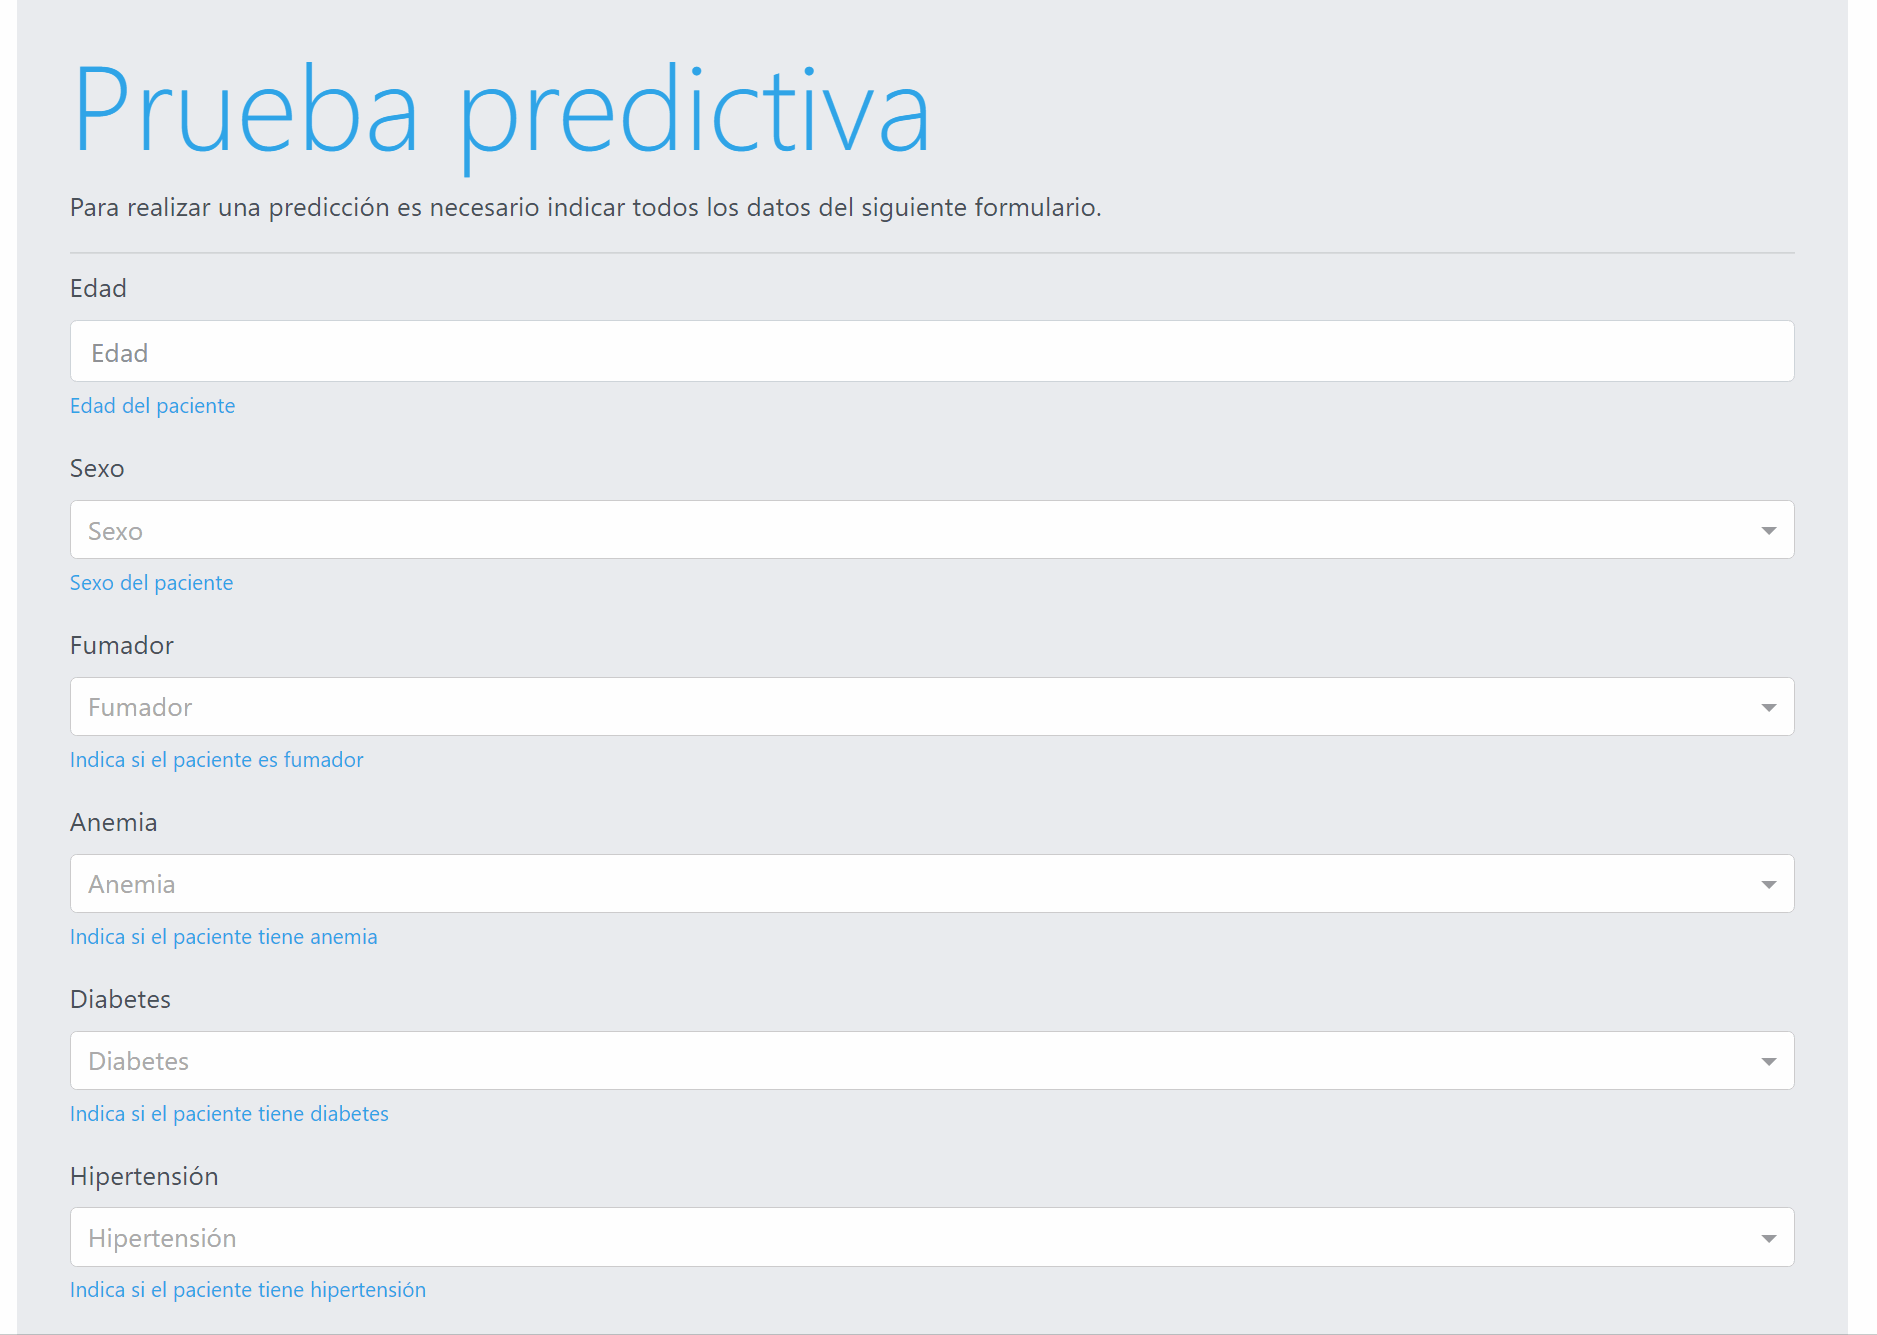 Prueba predictiva
Para realizar una predicción es necesario indicar todos los datos del siguiente formulario.
Edad
Edad
Edad del paciente
Sexo
Sexo
Sexo del paciente
Fumador
Fumador
Indica si el paciente es fumador
Anemia
Anemia
Indica si el paciente tiene anemia
Diabetes
Diabetes
Indica si el paciente tiene diabetes
Hipertensión
Hipertensión
Indica si el paciente tiene hipertensión